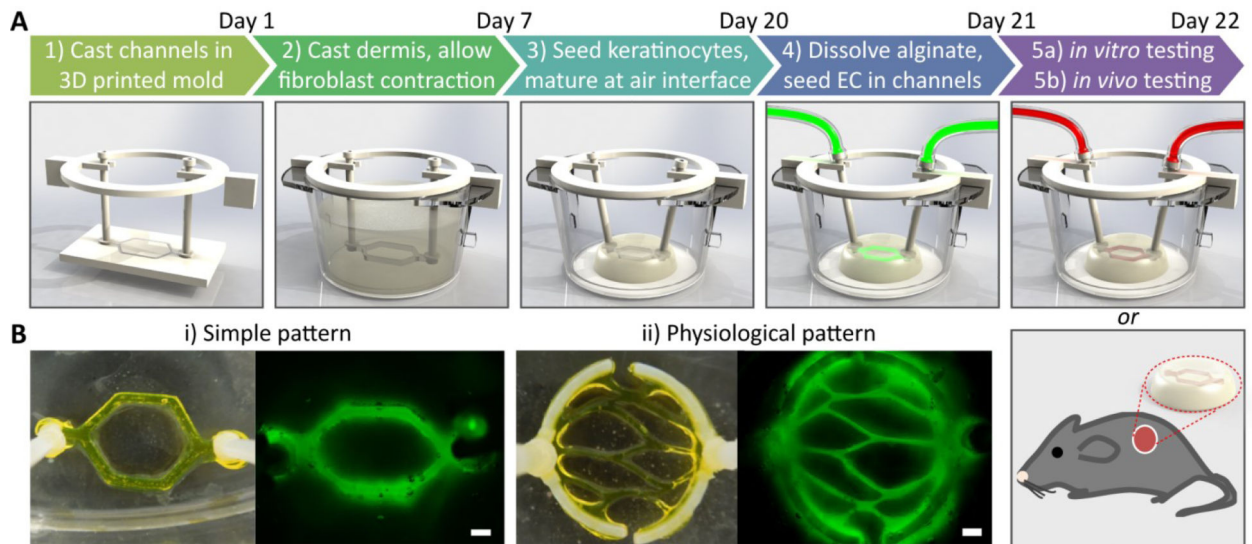 A
Day 1
Day 7
Day 20
Day 21
Day 22
1) Cast channels in
3D printed mold
2) Cast dermis, allow
fibroblast contraction
3) Seed keratinocytes,
mature at air interface
4) Dissolve alginate,
seed EC in channels
5a) in vitro testing
5b) in vivo testing
or
B
i) Simple pattern
ii) Physiological pattern